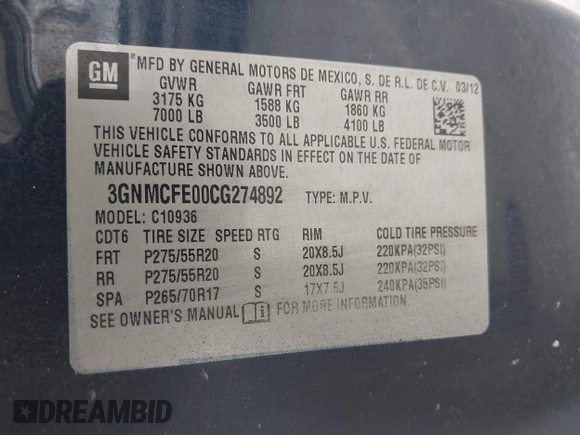 GM
*MFD BY GENERAL MOTORS DE MEXICO, S. DE R.L. DE C.V. 03/12
GVWR GAWR FRT GAWR RR
3175 KG 1588 KG 1860 KG
7000 LB 3500 LB 4100 LB
THIS VEHICLE CONFORMS TO ALL APPLICABLE U.S. FEDERAL MOTOR
VEHICLE SAFETY STANDARDS IN EFFECT ON THE DATE OF
MANUFACTURE SHOWN ABOVE.
3GNMCFE00CG274892 TYPE: M.P.V.
MODEL: C10936
CDT6 TIRE SIZE SPEED RTG RIM COLD TIRE PRESSURE
FRT P275/55R20 S 20X8.5J 220KPA(32PSI)
RR P275/55R20 S 20X8.5J 220KPA(32PSI)
SPA P265/70R17 S 17X7.5J 240KPA(35PSI)
SEE OWNER'S MANUAL i FOR MORE INFORMATION.
DREAMBID